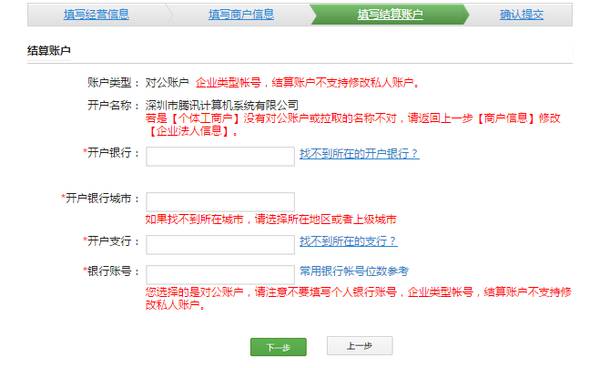 填写经营信息 填写商户信息 填写结算账户 确认提交
结算账户
账户类型： 对公账户 企业类型帐号，结算账户不支持修改私人账户。
开户名称： 深圳市腾讯计算机系统有限公司
若是【个体工商户】没有对公账户或拉取的名称不对，请返回上一步【商户信息】修改
【企业法人信息】。
*开户银行： 找不到所在的开户银行？
*开户银行城市：
如果找不到所在城市，请选择所在地区或者上级城市
*开户支行： 找不到所在的支行？
*银行账号： 常用银行帐号位数参考
您选择的是对公账户，请注意不要填写个人银行账号，企业类型帐号，结算账户不支持修
改私人账户。
下一步 上一步